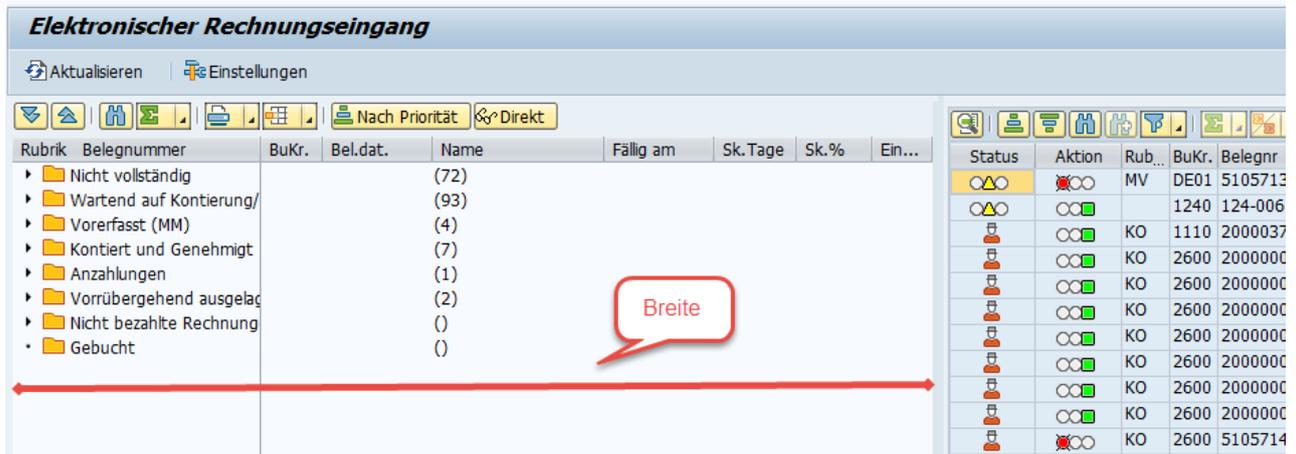 Elektronischer Rechnungseingang
Aktualisieren Einstellungen
Nach Priorität Direkt
Rubrik Belegnummer BuKr. Bel.dat. Name Fällig am Sk.Tage Sk.% Ein...
Nicht vollständig (72)
Wartend auf Kontierung/ (93)
Vorerfasst (MM) (4)
Kontiert und Genehmigt (7)
Anzahlungen (1)
Vorrübergehend ausgelag (2)
Nicht bezahlte Rechnung ()
Gebucht ()
Breite
Status Aktion Rub... BuKr. Belegnr
MV DE01 5105713
1240 124-006
KO 1110 2000037
KO 2600 2000000
KO 2600 2000000
KO 2600 2000000
KO 2600 2000000
KO 2600 2000000
KO 2600 2000000
KO 2600 2000000
KO 2600 5105714